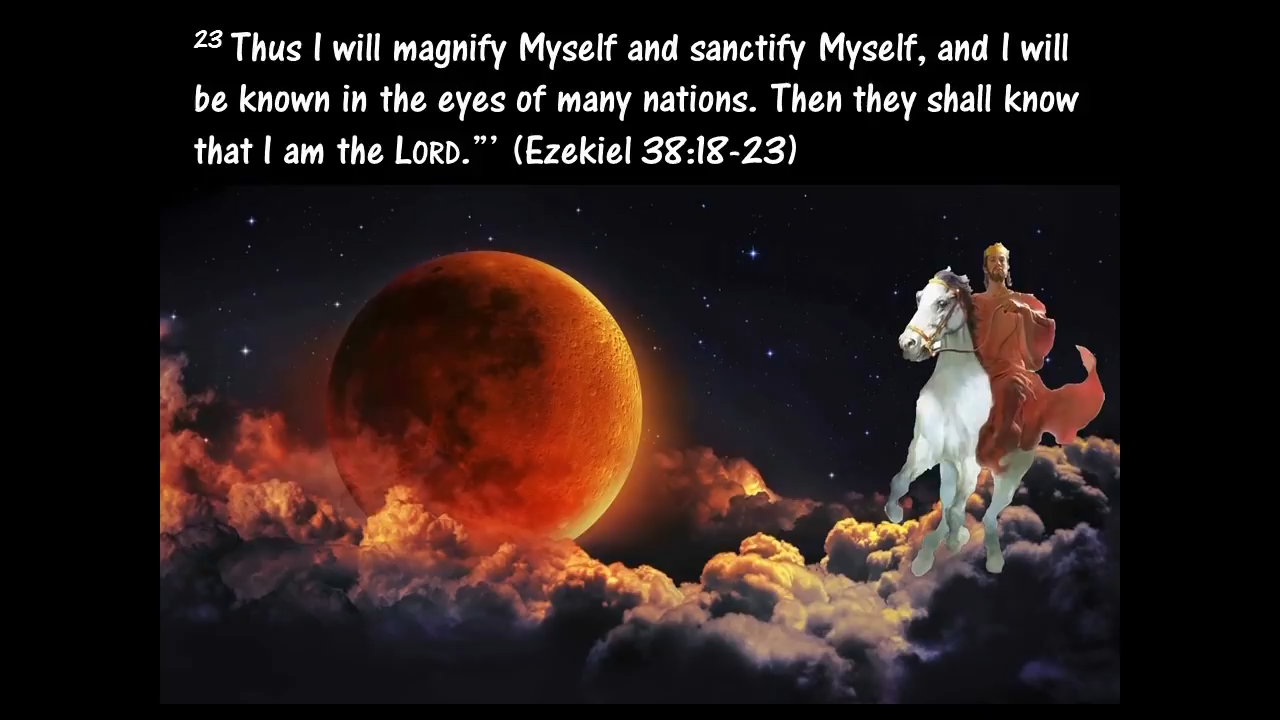 23 Thus I will magnify Myself and sanctify Myself, and I will
be known in the eyes of many nations. Then they shall know
that I am the LORD.”’ (Ezekiel 38:18-23)